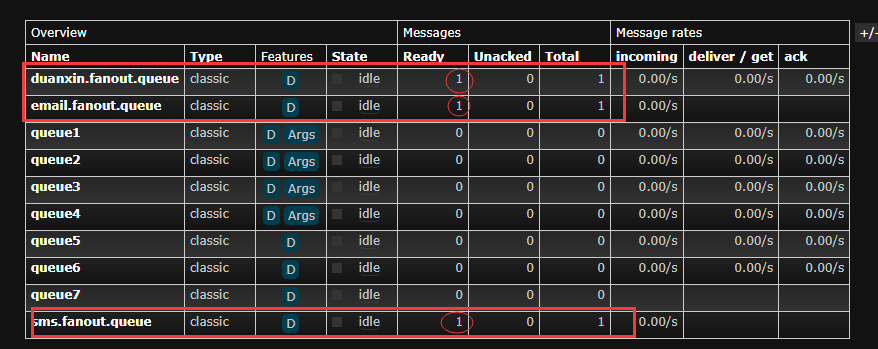 Overview Messages Message rates +/-
Name Type Features State Ready Unacked Total incoming deliver / get ack
duanxin.fanout.queue classic D idle 1 0 1 0.00/s 0.00/s 0.00/s
email.fanout.queue classic D idle 1 0 1 0.00/s
queue1 classic D Args idle 0 0 0 0.00/s 0.00/s 0.00/s
queue2 classic D Args idle 0 0 0 0.00/s 0.00/s 0.00/s
queue3 classic D Args idle 0 0 0 0.00/s 0.00/s 0.00/s
queue4 classic D Args idle 0 0 0 0.00/s 0.00/s 0.00/s
queue5 classic D idle 0 0 0 0.00/s 0.00/s 0.00/s
queue6 classic D idle 0 0 0 0.00/s 0.00/s 0.00/s
queue7 classic D idle 0 0 0
sms.fanout.queue classic D idle 1 0 1 0.00/s